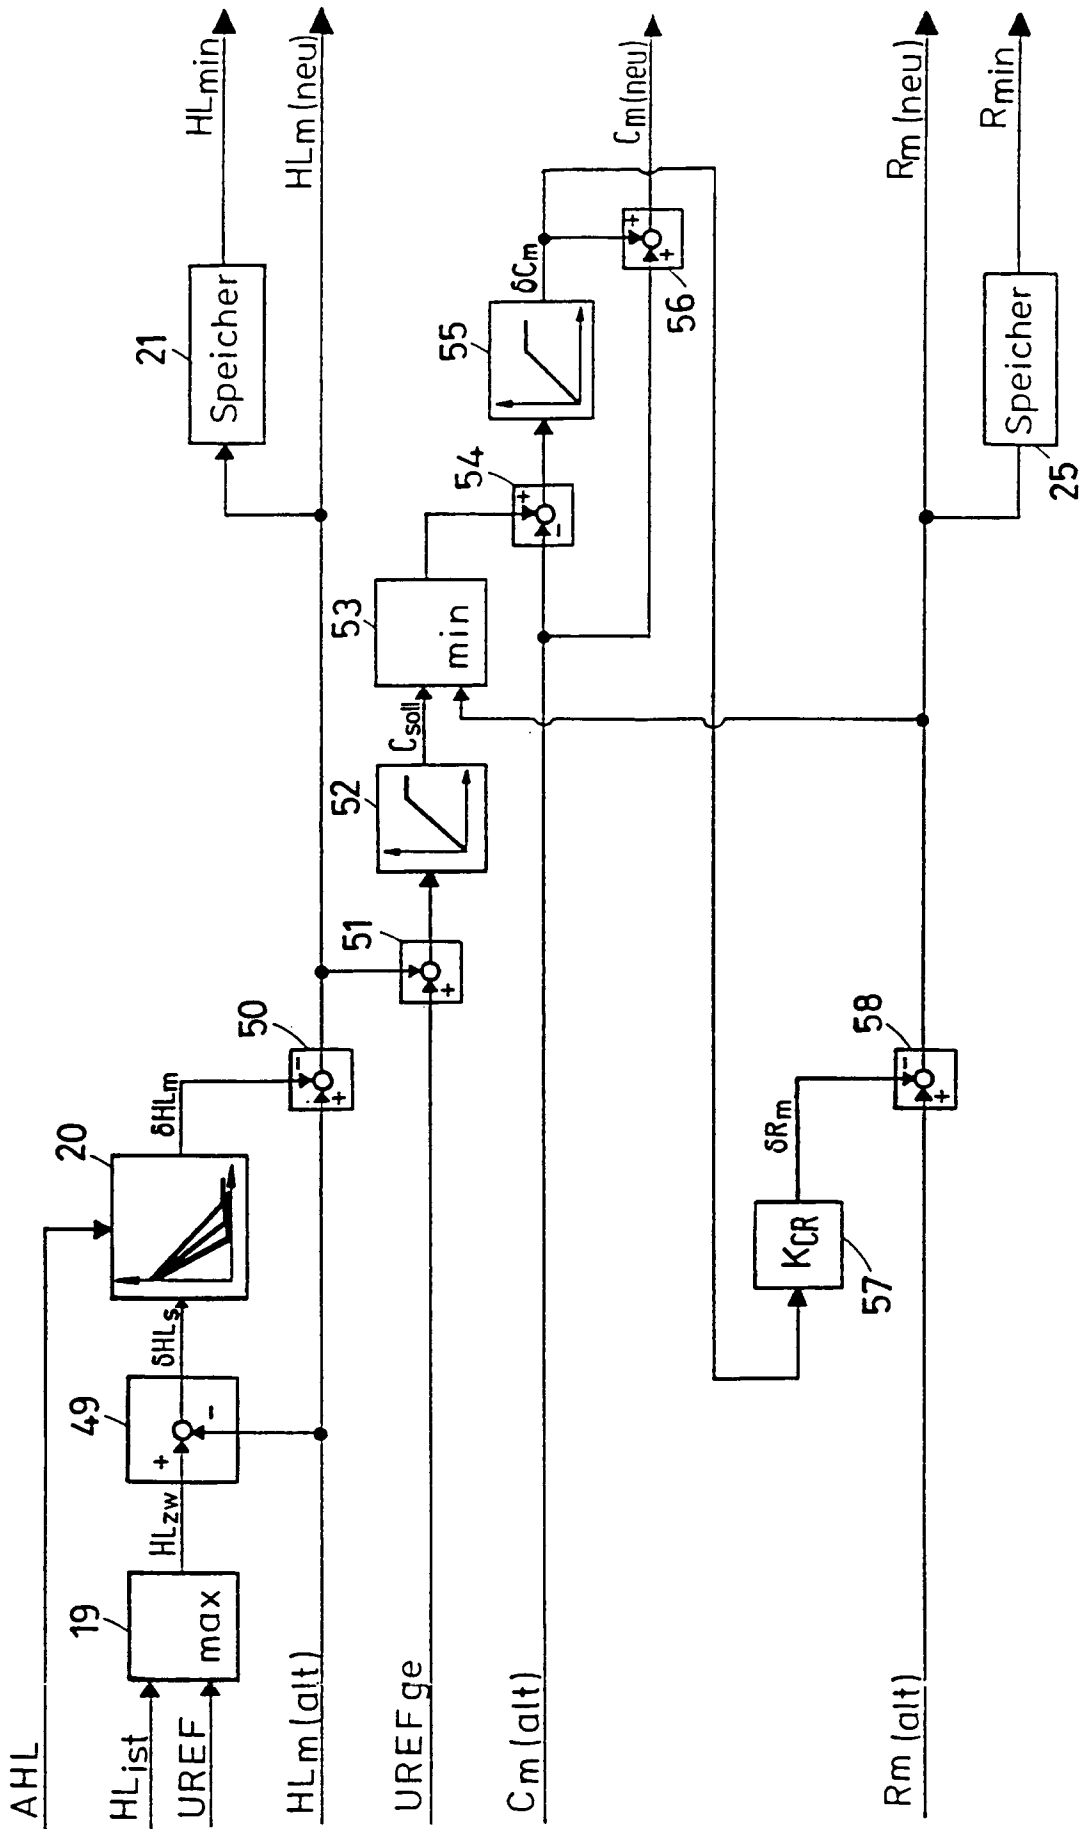 AHL
HList
UREF
HLm(alt)
UREFge
Cm(alt)
Rm(alt)
19
max
HLzw
49
+
-
δHLs
20
δHLm
50
-
+
51
+
52
Csoll
53
min
54
+
-
55
δCm
56
+
+
57
KCR
δRm
58
-
+
21
Speicher
25
Speicher
HLmin
HLm(neu)
Cm(neu)
Rm(neu)
Rmin